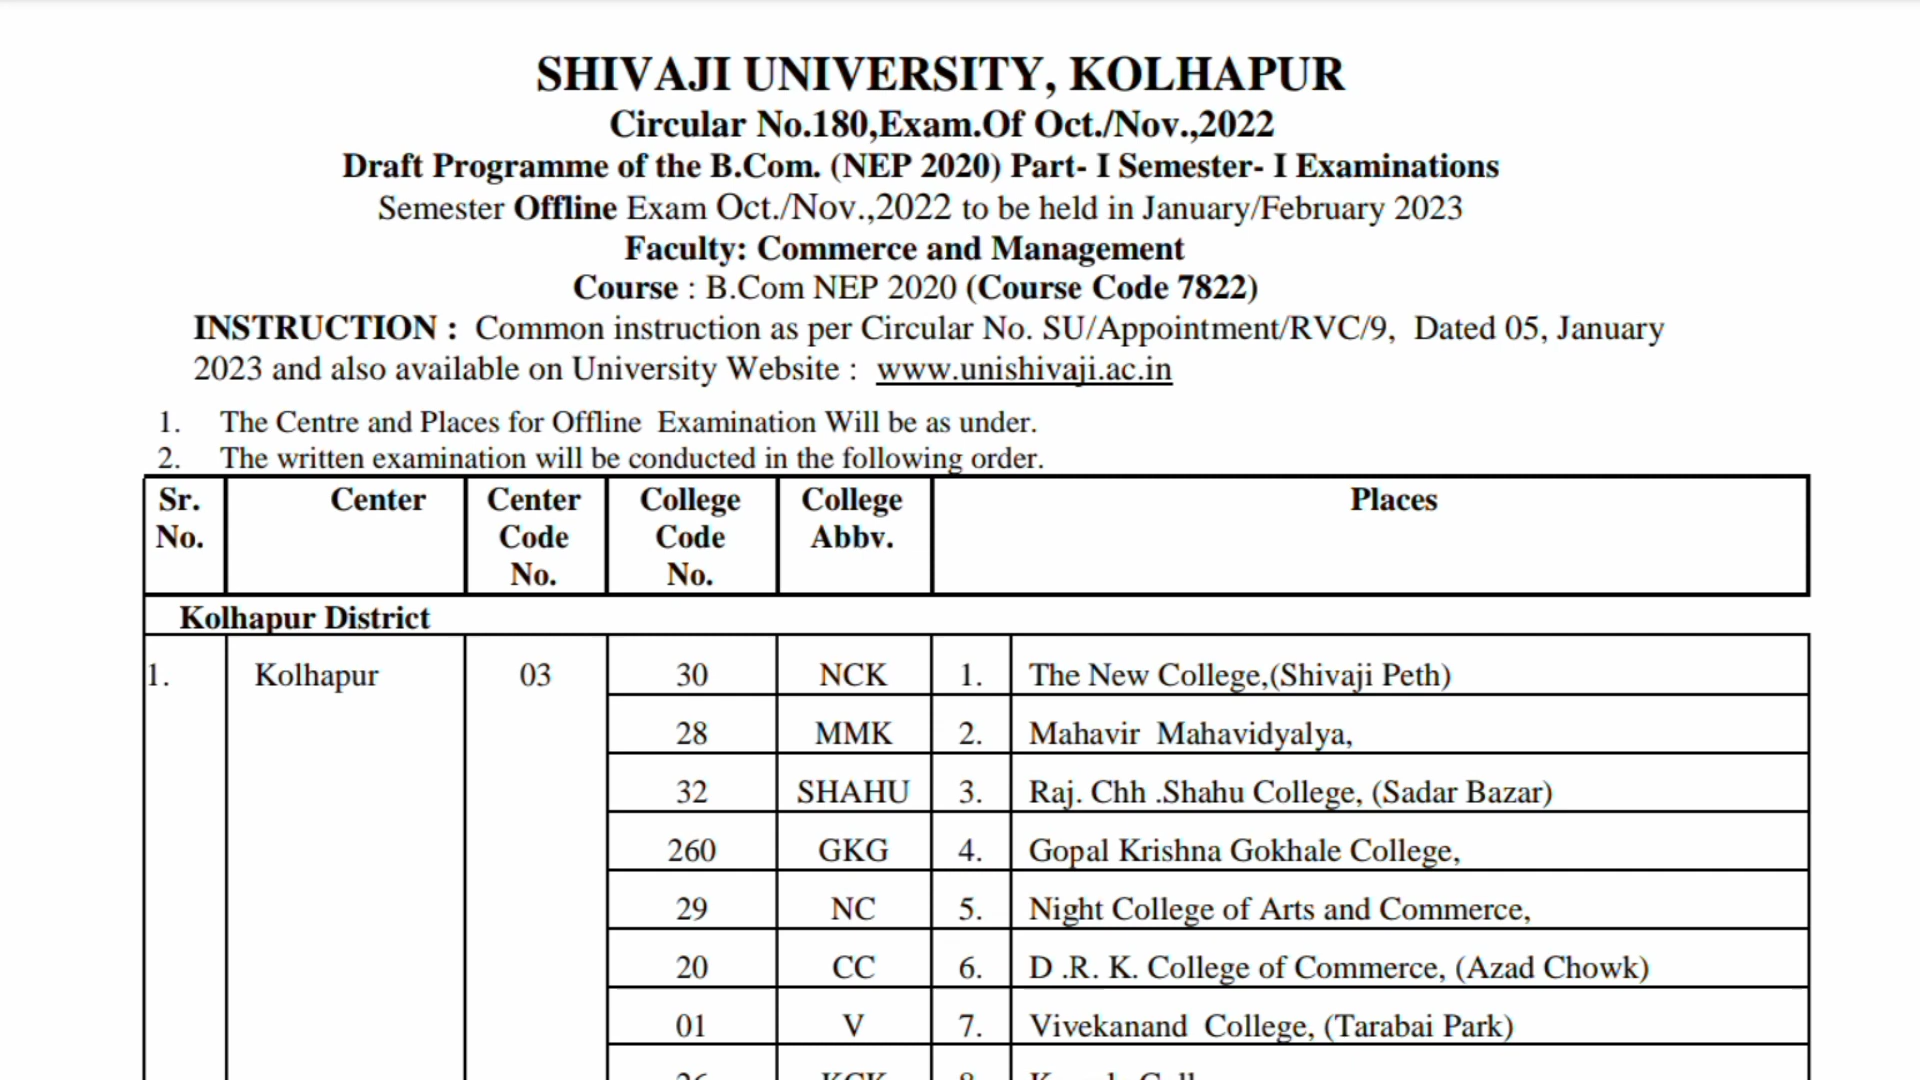 SHIVAJI UNIVERSITY, KOLHAPUR
Circular No.180,Exam.Of Oct./Nov.,2022
Draft Programme of the B.Com. (NEP 2020) Part- I Semester- I Examinations
Semester Offline Exam Oct./Nov.,2022 to be held in January/February 2023
Faculty: Commerce and Management
Course : B.Com NEP 2020 (Course Code 7822)
INSTRUCTION : Common instruction as per Circular No. SU/Appointment/RVC/9, Dated 05, January
2023 and also available on University Website : www.unishivaji.ac.in
1. The Centre and Places for Offline Examination Will be as under.
2. The written examination will be conducted in the following order.
Sr. No. Center Center Code No. College Code No. College Abbv. Places
Kolhapur District
1. Kolhapur 03 30 NCK 1. The New College,(Shivaji Peth)
28 MMK 2. Mahavir Mahavidyalya,
32 SHAHU 3. Raj. Chh .Shahu College, (Sadar Bazar)
260 GKG 4. Gopal Krishna Gokhale College,
29 NC 5. Night College of Arts and Commerce,
20 CC 6. D .R. K. College of Commerce, (Azad Chowk)
01 V 7. Vivekanand College, (Tarabai Park)